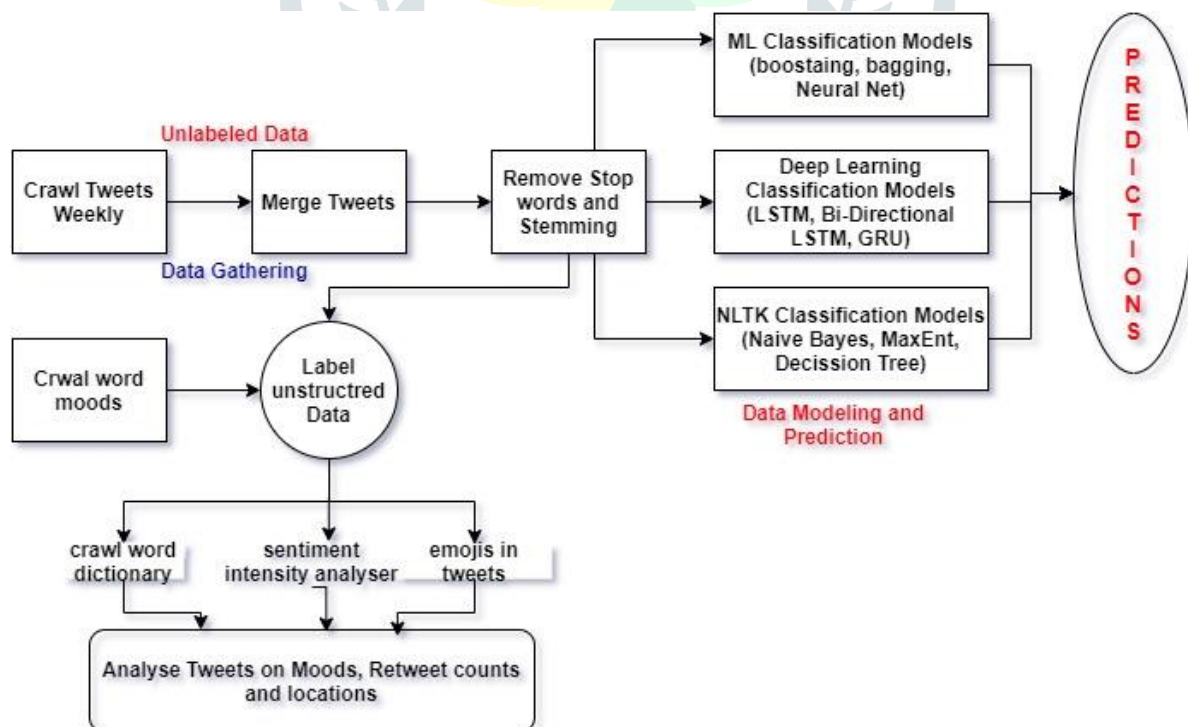 ML Classification Models
(boostaing, bagging,
Neural Net)
PREDICTIONS
Unlabeled Data
Crawl Tweets
Weekly
Merge Tweets
Remove Stop
words and
Stemming
Deep Learning
Classification Models
(LSTM, Bi-Directional
LSTM, GRU)
Data Gathering
NLTK Classification Models
(Naive Bayes, MaxEnt,
Decission Tree)
Crwal word
moods
Label
unstructred
Data
Data Modeling and
Prediction
crawl word
dictionary
sentiment
intensity analyser
emojis in
tweets
Analyse Tweets on Moods, Retweet counts
and locations